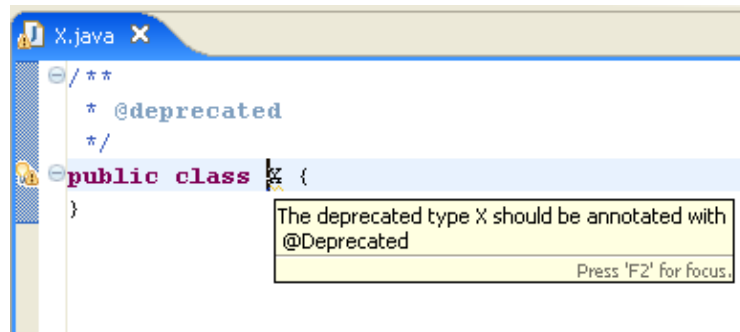 X.java
/**
* @deprecated
*/
public class X {
}
The deprecated type X should be annotated with
@Deprecated
Press 'F2' for focus.